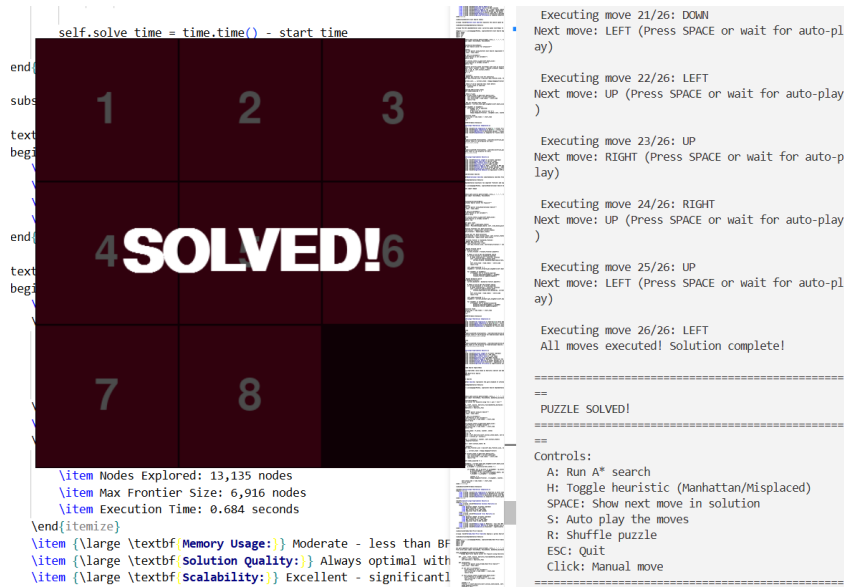 self.solve_time = time.time() - start_time
end{
subs
text
begi
end{
text
begi
1 2 3
4 5 6
SOLVED!
7 8
\item Nodes Explored: 13,135 nodes
\item Max Frontier Size: 6,916 nodes
\item Execution Time: 0.684 seconds
\end{itemize}
\item {\large \textbf{Memory Usage:}} Moderate - less than BF
\item {\large \textbf{Solution Quality:}} Always optimal with
\item {\large \textbf{Scalability:}} Excellent - significantl
Executing move 21/26: DOWN
Next move: LEFT (Press SPACE or wait for auto-pl
ay)
Executing move 22/26: LEFT
Next move: UP (Press SPACE or wait for auto-play
)
Executing move 23/26: UP
Next move: RIGHT (Press SPACE or wait for auto-p
lay)
Executing move 24/26: RIGHT
Next move: UP (Press SPACE or wait for auto-play
)
Executing move 25/26: UP
Next move: LEFT (Press SPACE or wait for auto-pl
ay)
Executing move 26/26: LEFT
All moves executed! Solution complete!
================================================
==
PUZZLE SOLVED!
================================================
==
Controls:
A: Run A* search
H: Toggle heuristic (Manhattan/Misplaced)
SPACE: Show next move in solution
S: Auto play the moves
R: Shuffle puzzle
ESC: Quit
Click: Manual move
================================================